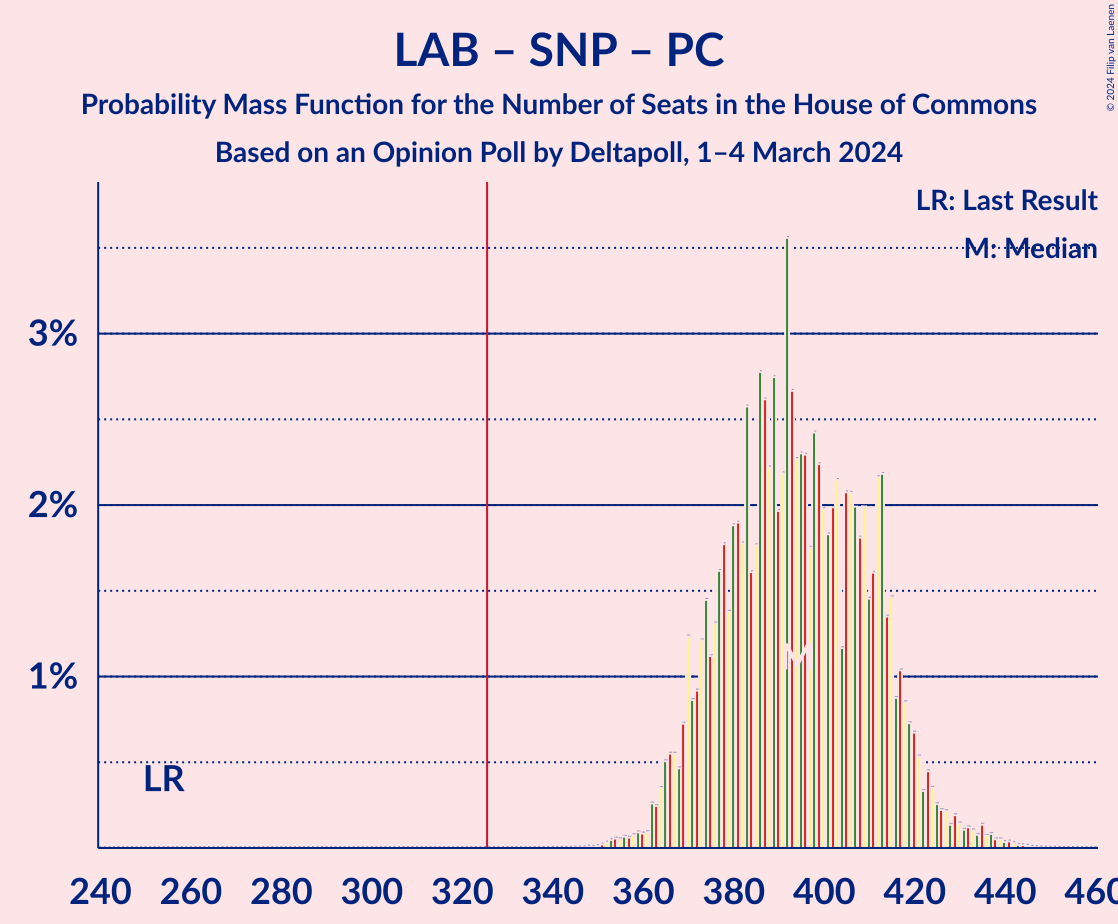 LAB – SNP – PC
Probability Mass Function for the Number of Seats in the House of Commons
Based on an Opinion Poll by Deltapoll, 1–4 March 2024
© 2024 Filip van Laenen
LR: Last Result
M: Median
3%
2%
1%
M
LR
240 260 280 300 320 340 360 380 400 420 440 460